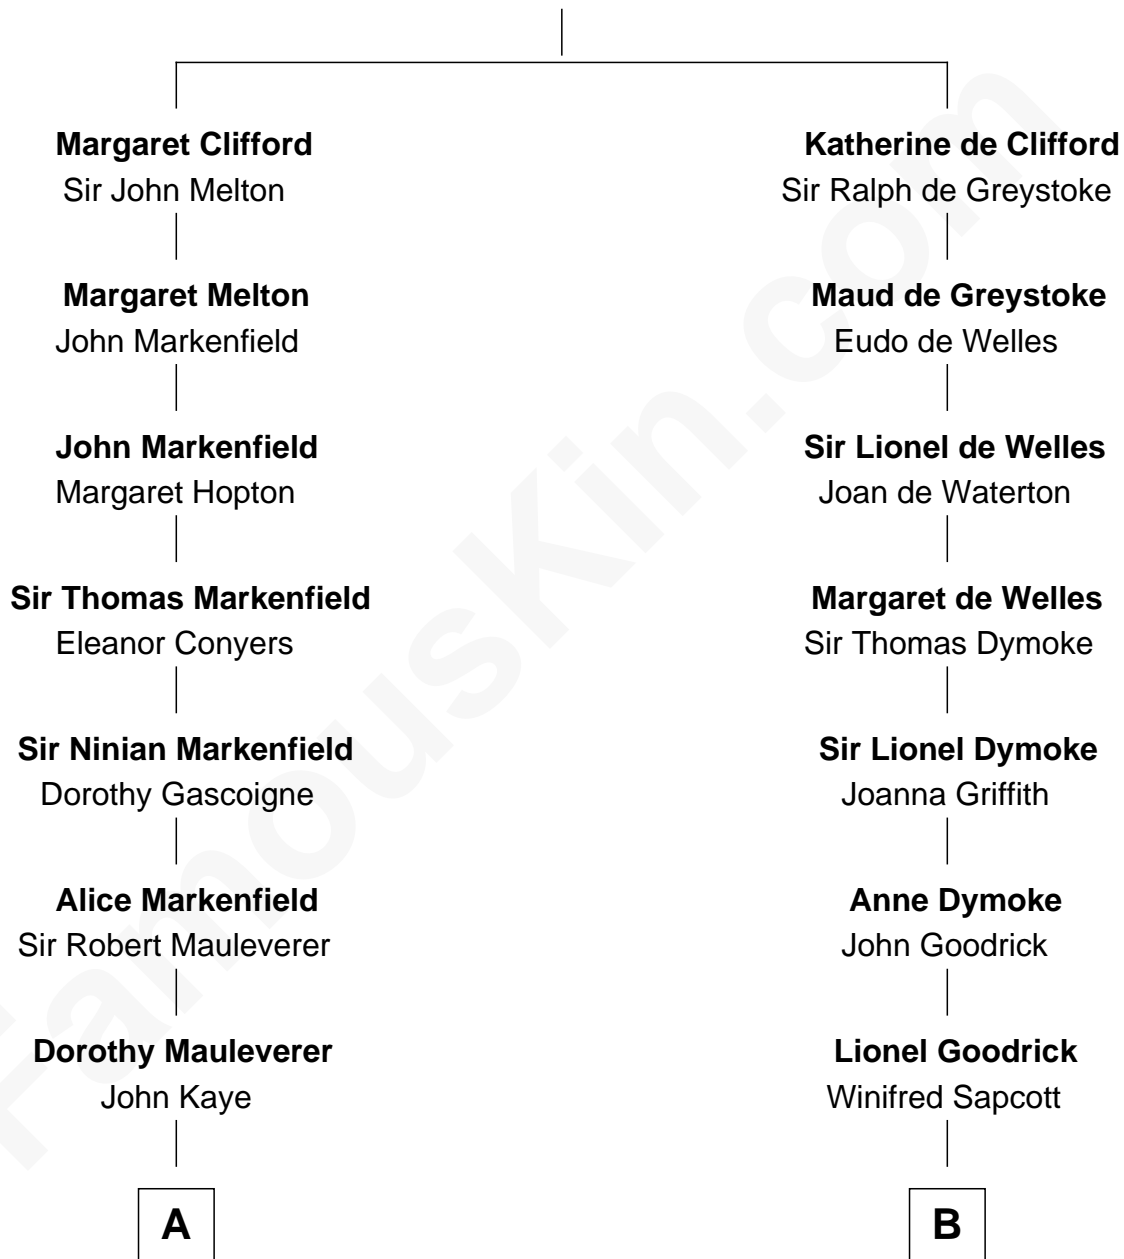 Margaret Clifford
Sir John Melton
Margaret Melton
John Markenfield
John Markenfield
Margaret Hopton
Sir Thomas Markenfield
Eleanor Conyers
Sir Ninian Markenfield
Dorothy Gascoigne
Alice Markenfield
Sir Robert Mauleverer
Dorothy Mauleverer
John Kaye
A
Katherine de Clifford
Sir Ralph de Greystoke
Maud de Greystoke
Eudo de Welles
Sir Lionel de Welles
Joan de Waterton
Margaret de Welles
Sir Thomas Dymoke
Sir Lionel Dymoke
Joanna Griffith
Anne Dymoke
John Goodrick
Lionel Goodrick
Winifred Sapcott
B
FamousKin.com